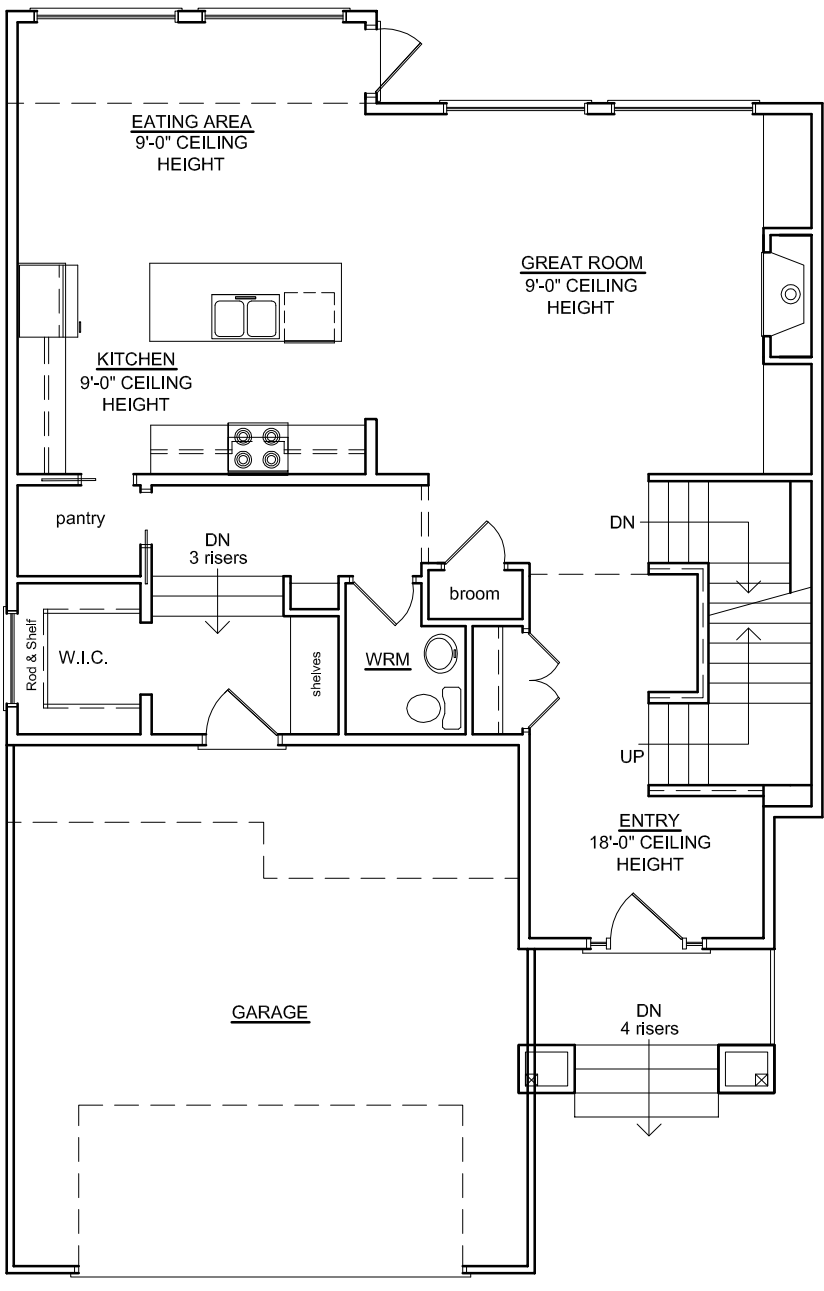 EATING AREA
9'-0" CEILING
HEIGHT
GREAT ROOM
9'-0" CEILING
HEIGHT
KITCHEN
9'-0" CEILING
HEIGHT
pantry
DN
3 risers
DN
broom
Rod & Shelf
W.I.C.
shelves
WRM
UP
ENTRY
18'-0" CEILING
HEIGHT
GARAGE
DN
4 risers